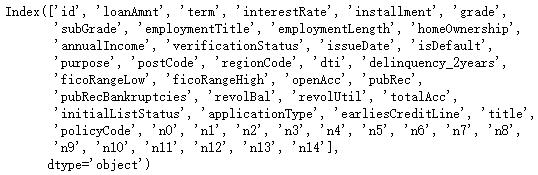 Index(['id', 'loanAmnt', 'term', 'interestRate', 'installment', 'grade',
'subGrade', 'employmentTitle', 'employmentLength', 'homeOwnership',
'annualIncome', 'verificationStatus', 'issueDate', 'isDefault',
'purpose', 'postCode', 'regionCode', 'dti', 'delinquency_2years',
'ficoRangeLow', 'ficoRangeHigh', 'openAcc', 'pubRec',
'pubRecBankruptcies', 'revolBal', 'revolUtil', 'totalAcc',
'initialListStatus', 'applicationType', 'earliesCreditLine', 'title',
'policyCode', 'n0', 'n1', 'n2', 'n3', 'n4', 'n5', 'n6', 'n7', 'n8',
'n9', 'n10', 'n11', 'n12', 'n13', 'n14'],
dtype='object')